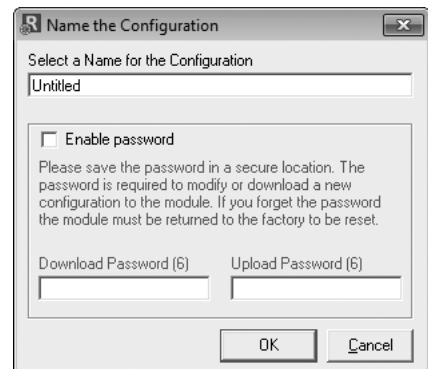 Name the Configuration
Select a Name for the Configuration
Untitled
Enable password
Please save the password in a secure location. The
password is required to modify or download a new
configuration to the module. If you forget the password
the module must be returned to the factory to be reset.
Download Password (6) Upload Password (6)
OK Cancel